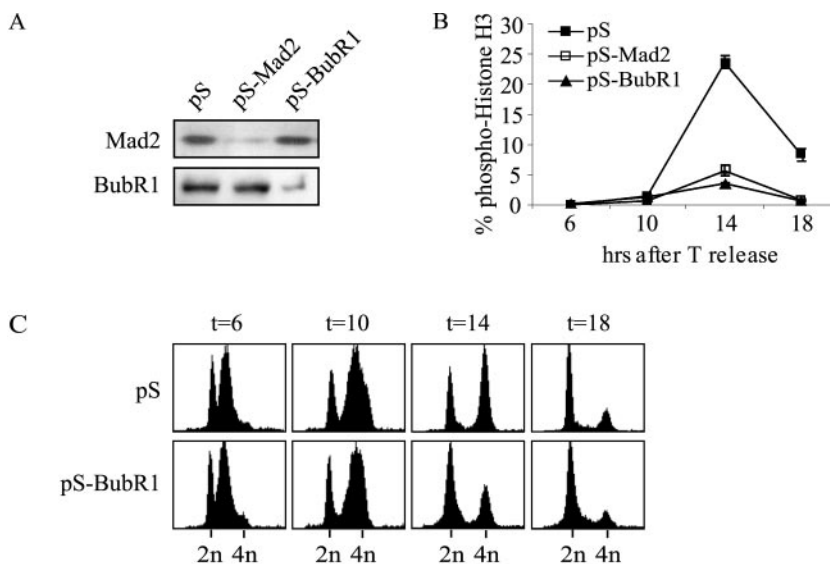 A
pS
pS-Mad2
pS-BubR1
Mad2
BubR1
B
% phospho-Histone H3
30
25
20
15
10
5
0
pS
pS-Mad2
pS-BubR1
6 10 14 18
hrs after T release
C
t=6 t=10 t=14 t=18
pS
pS-BubR1
2n 4n 2n 4n 2n 4n 2n 4n